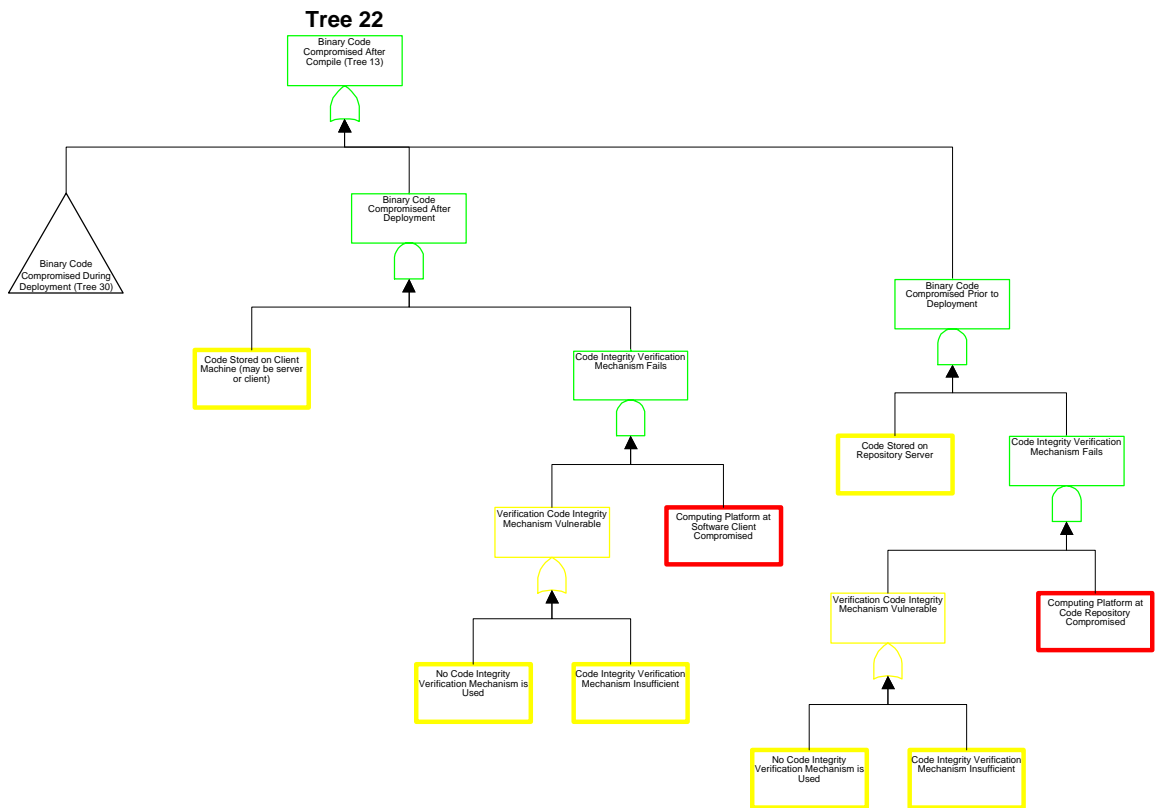 Tree 22
Binary Code
Compromised After
Compile (Tree 13)
Binary Code
Compromised After
Deployment
Binary Code
Compromised During
Deployment (Tree 30)
Binary Code
Compromised Prior to
Deployment
Code Stored on Client
Machine (may be server
or client)
Code Integrity Verification
Mechanism Fails
Code Stored on
Repository Server
Code Integrity Verification
Mechanism Fails
Verification Code Integrity
Mechanism Vulnerable
Computing Platform at
Software Client
Compromised
Verification Code Integrity
Mechanism Vulnerable
Computing Platform at
Code Repository
Compromised
No Code Integrity
Verification Mechanism is
Used
Code Integrity Verification
Mechanism Insufficient
No Code Integrity
Verification Mechanism is
Used
Code Integrity Verification
Mechanism Insufficient